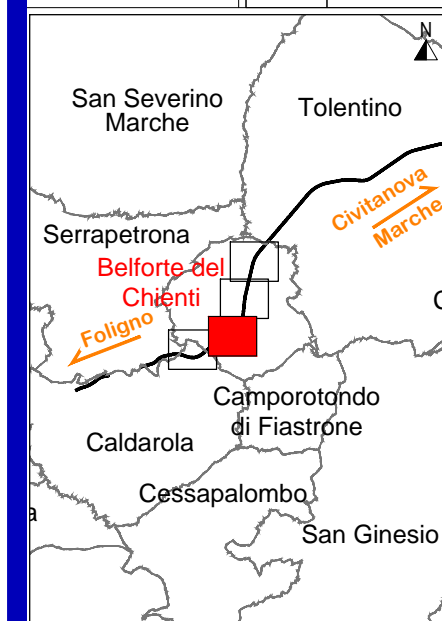 N
San Severino
Marche
Tolentino
Civitanova
Marche
Serrapetrona
Belforte del
Chienti
Foligno
Camporotondo
di Fiastrone
Caldarola
Cessapalombo
San Ginesio